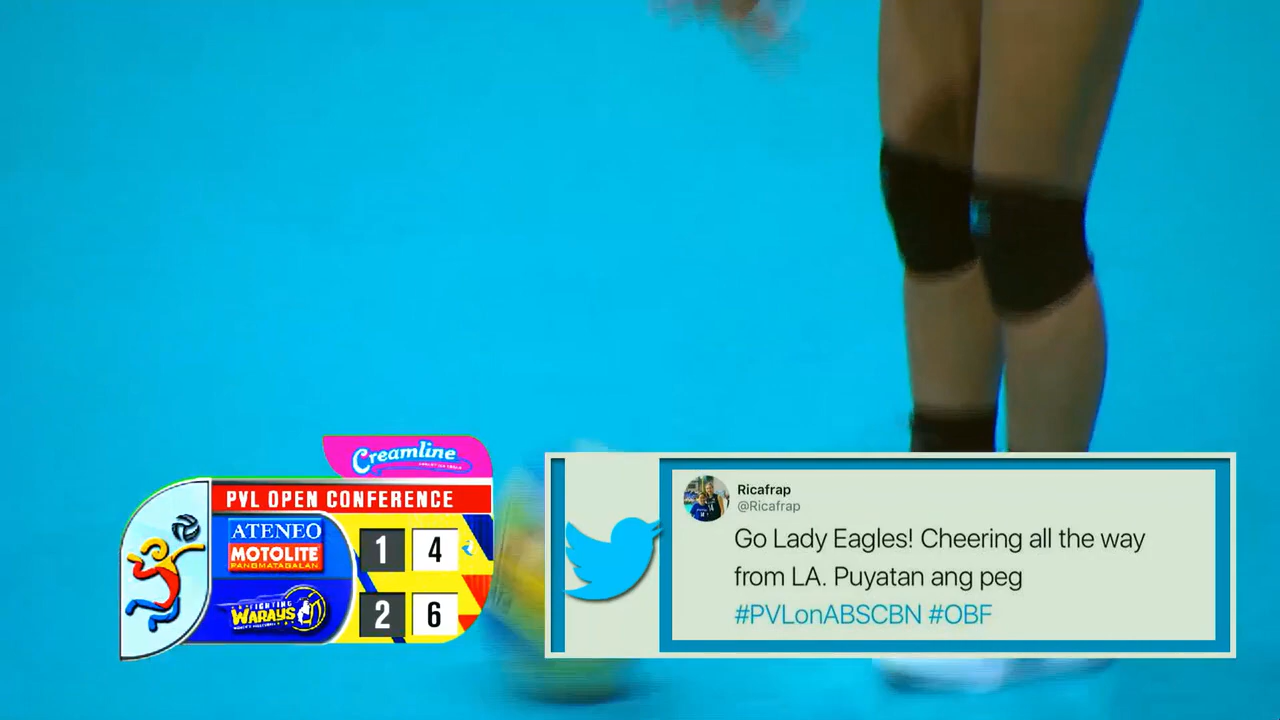 Creamline
PVL OPEN CONFERENCE
ATENEO
MOTOLITE
PANGMATAGALAN
1 4
FIGHTING
WARAYS
2 6
Ricafrap
@Ricafrap
Go Lady Eagles! Cheering all the way
from LA. Puyatan ang peg
#PVLonABSCBN #OBF